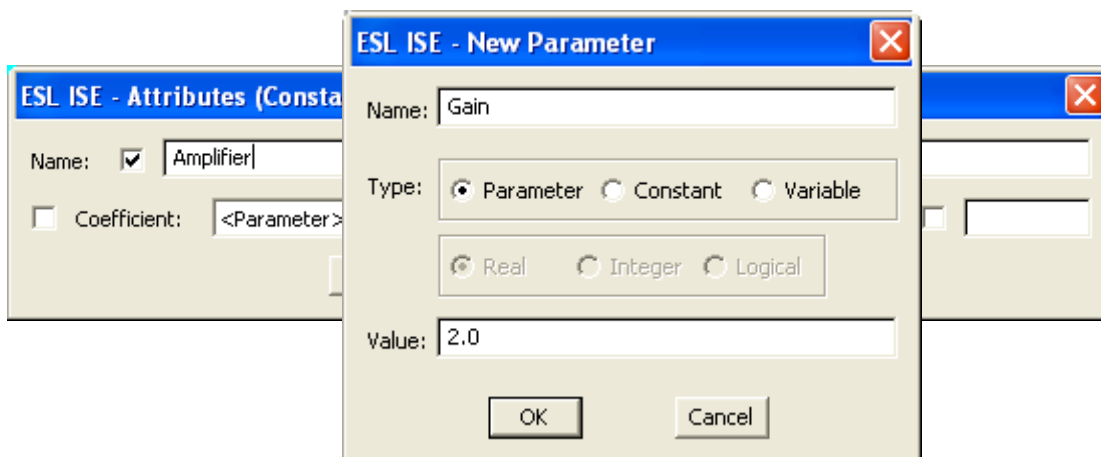 ESL ISE - New Parameter
Name: Gain
Type: Parameter Constant Variable
Real Integer Logical
Value: 2.0
OK Cancel
ESL ISE - Attributes (Consta
Name: Amplifier
Coefficient: <Parameter>